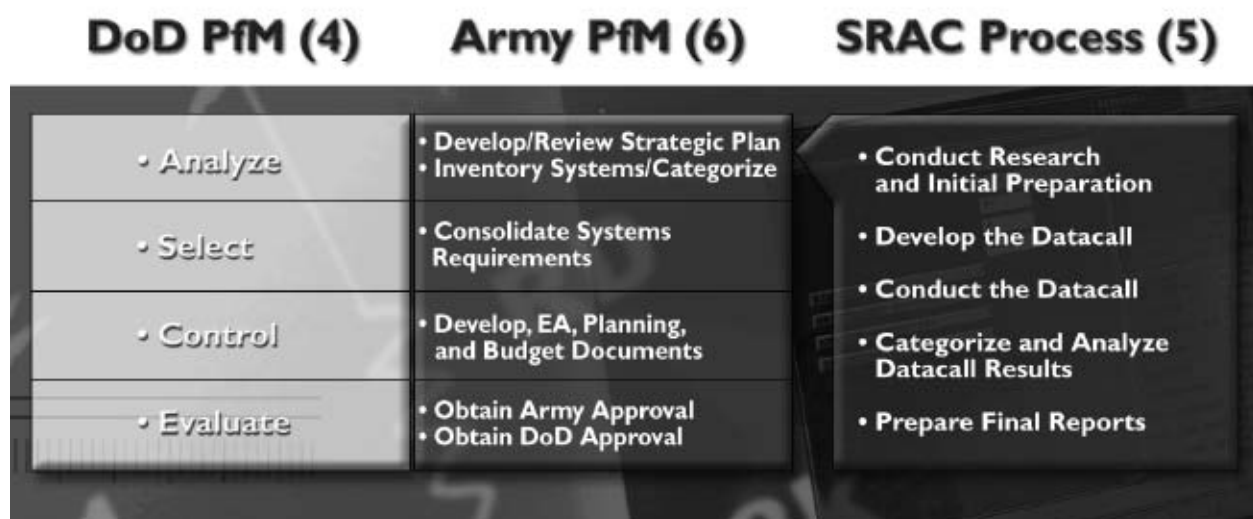 DoD PfM (4)
Army PfM (6)
SRAC Process (5)
• Analyze
• Develop/Review Strategic Plan
• Inventory Systems/Categorize
• Select
• Consolidate Systems
Requirements
• Control
• Develop, EA, Planning,
and Budget Documents
• Evaluate
• Obtain Army Approval
• Obtain DoD Approval
• Conduct Research
and Initial Preparation
• Develop the Datacall
• Conduct the Datacall
• Categorize and Analyze
Datacall Results
• Prepare Final Reports